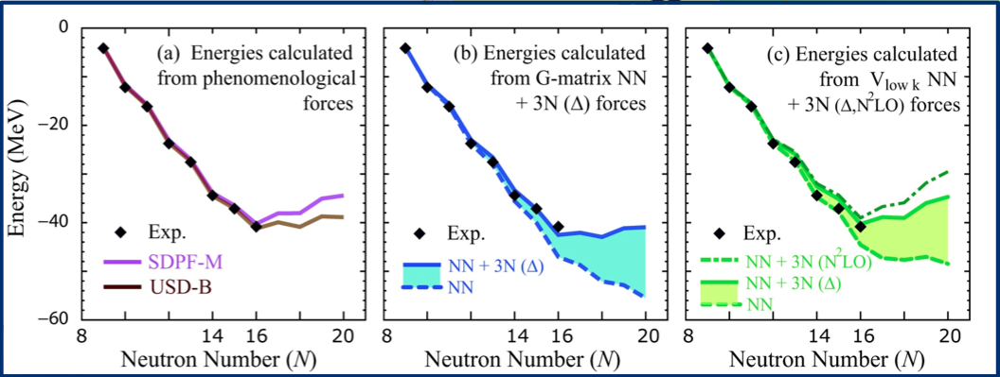 0
−20
−40
−60
Energy (MeV)
(a) Energies calculated
from phenomenological
forces
Exp.
SDPF-M
USD-B
8
14
16
20
Neutron Number (N)
(b) Energies calculated
from G-matrix NN
+ 3N (Δ) forces
Exp.
NN + 3N (Δ)
NN
8
14
16
20
Neutron Number (N)
(c) Energies calculated
from V low k NN
+ 3N (Δ,N²LO) forces
Exp.
NN + 3N (N²LO)
NN + 3N (Δ)
NN
8
14
16
20
Neutron Number (N)